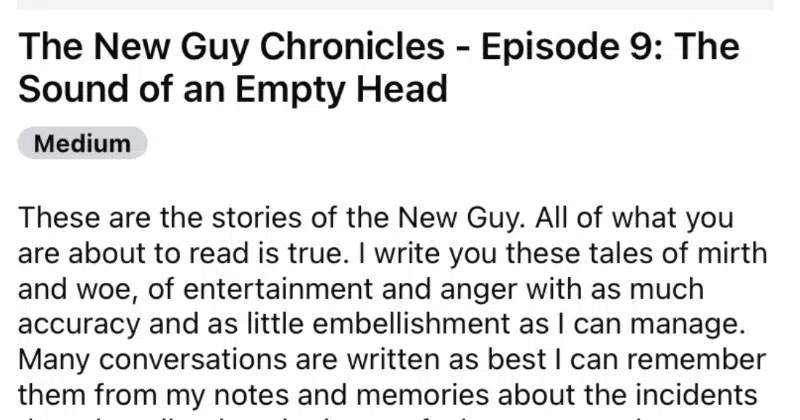 The New Guy Chronicles - Episode 9: The
Sound of an Empty Head
Medium
These are the stories of the New Guy. All of what you
are about to read is true. I write you these tales of mirth
and woe, of entertainment and anger with as much
accuracy and as little embellishment as I can manage.
Many conversations are written as best I can remember
them from my notes and memories about the incidents